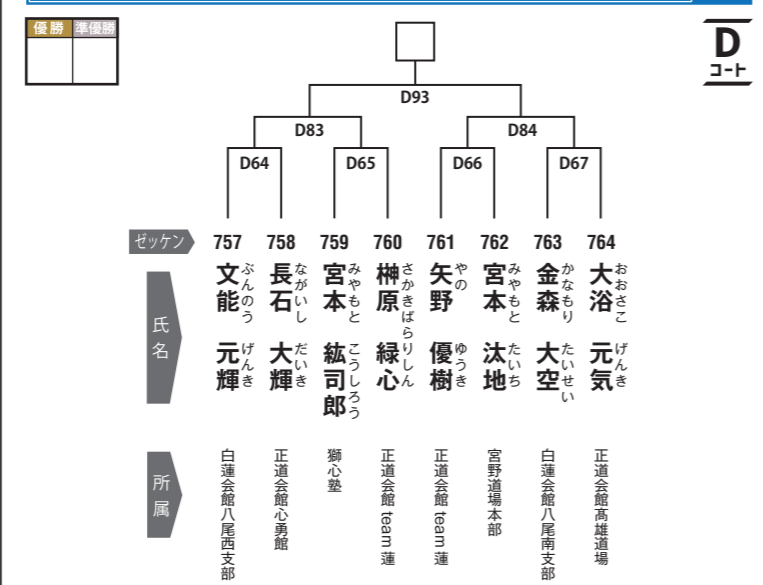 優勝 準優勝
D
コート
D93
D83 D84
D64 D65 D66 D67
ゼッケン 757 758 759 760 761 762 763 764
氏名
文能 元輝 ぶんのう げんき
長石 大輝 ながいし だいき
宮本 紘司郎 みやもと こうしろう
榊原 緑心 さかきばら りしん
矢野 優樹 やの ゆうき
宮本 汰地 みやもと たいち
金森 大空 かなもり たいせい
大浴 元気 おおさこ げんき
所属
白蓮会館八尾西支部
正道会館心勇館
獅心塾
正道会館 team 蓮
正道会館 team 蓮
宮野道場本部
白蓮会館八尾南支部
正道会館髙雄道場